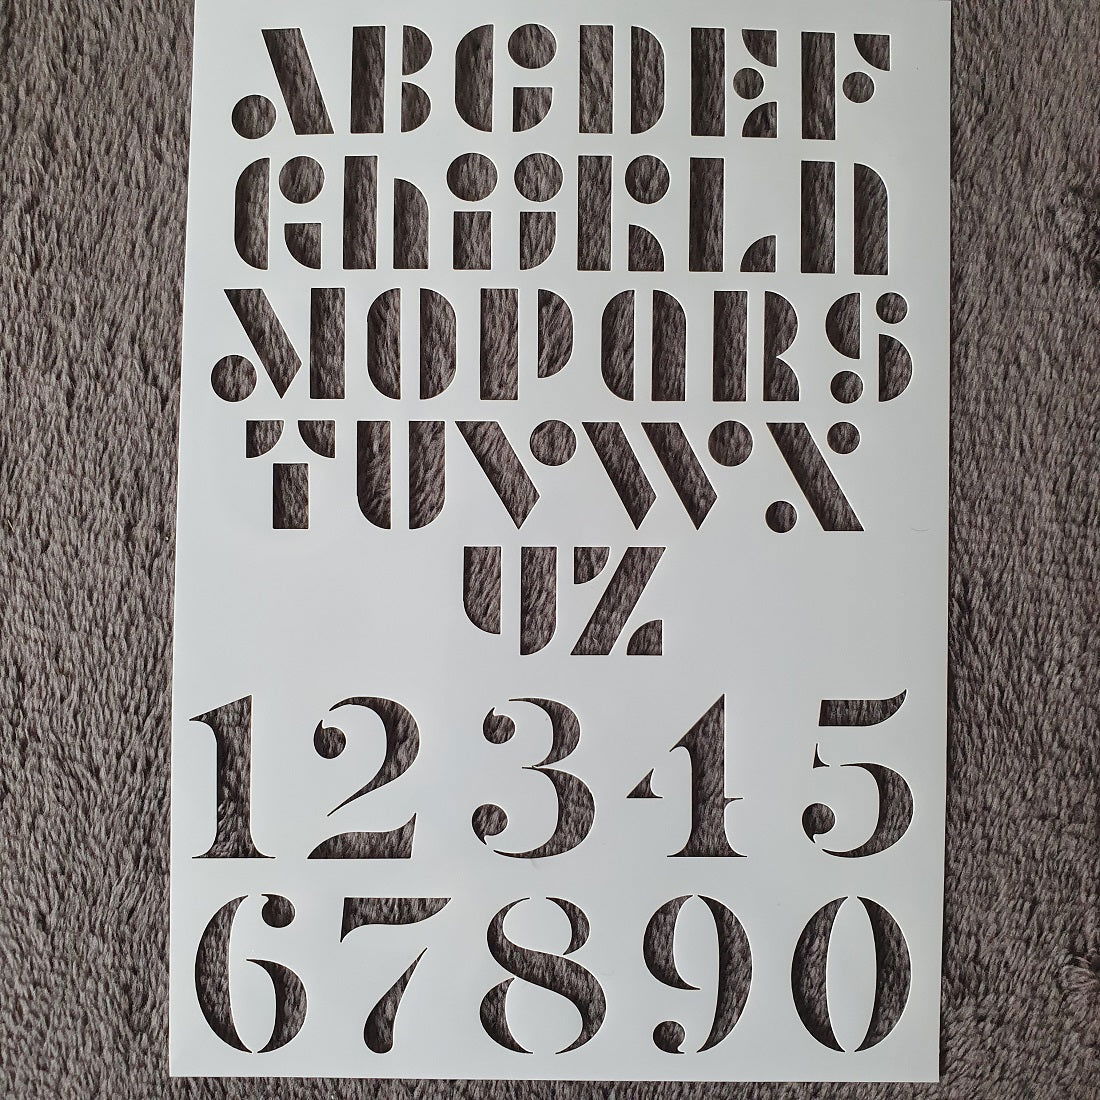 ABCDEF
GhijKLN
MOPQRS
TUVWX
YZ
12345
67890